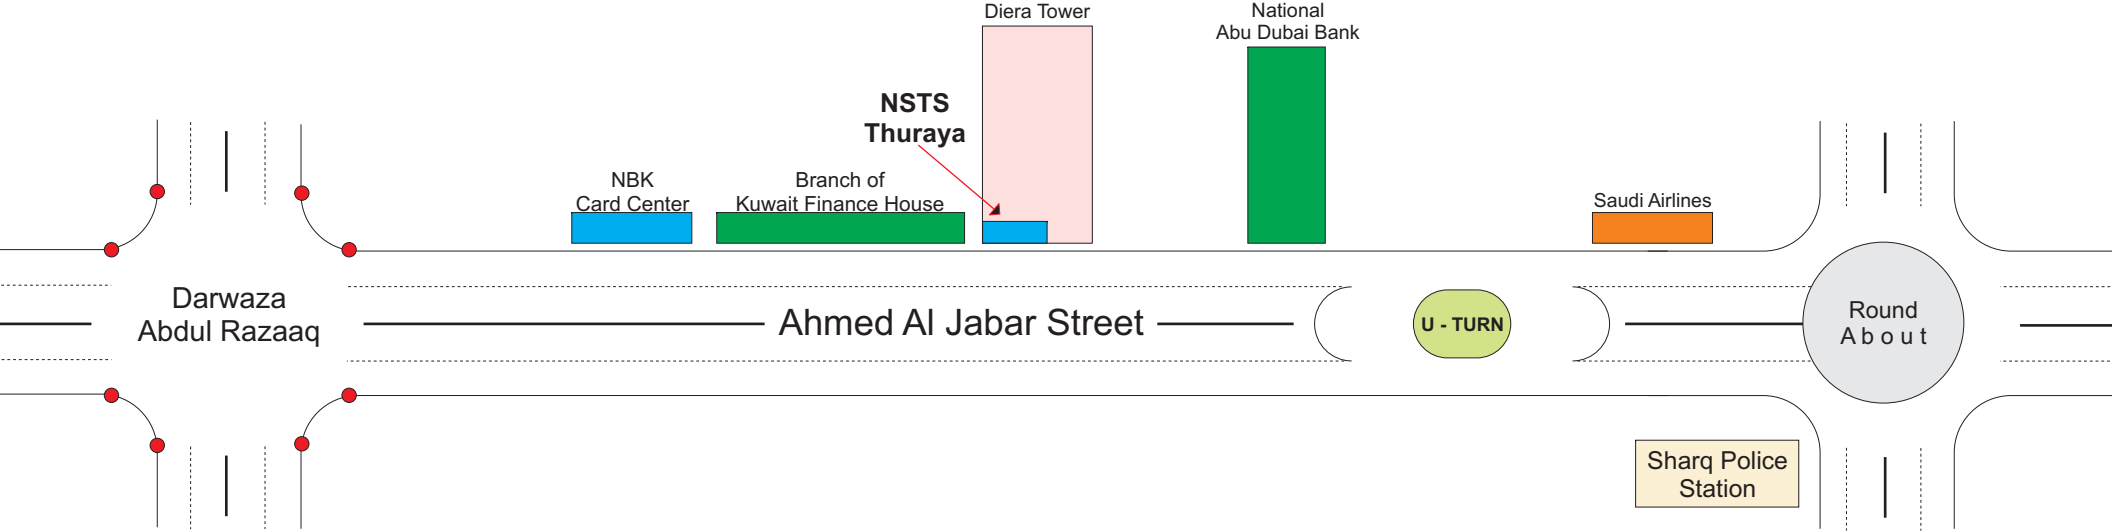 Diera Tower
National
Abu Dubai Bank
NSTS
Thuraya
NBK
Card Center
Branch of
Kuwait Finance House
Saudi Airlines
Darwaza
Abdul Razaaq
Ahmed Al Jabar Street
U - TURN
Round
A b o u t
Sharq Police
Station